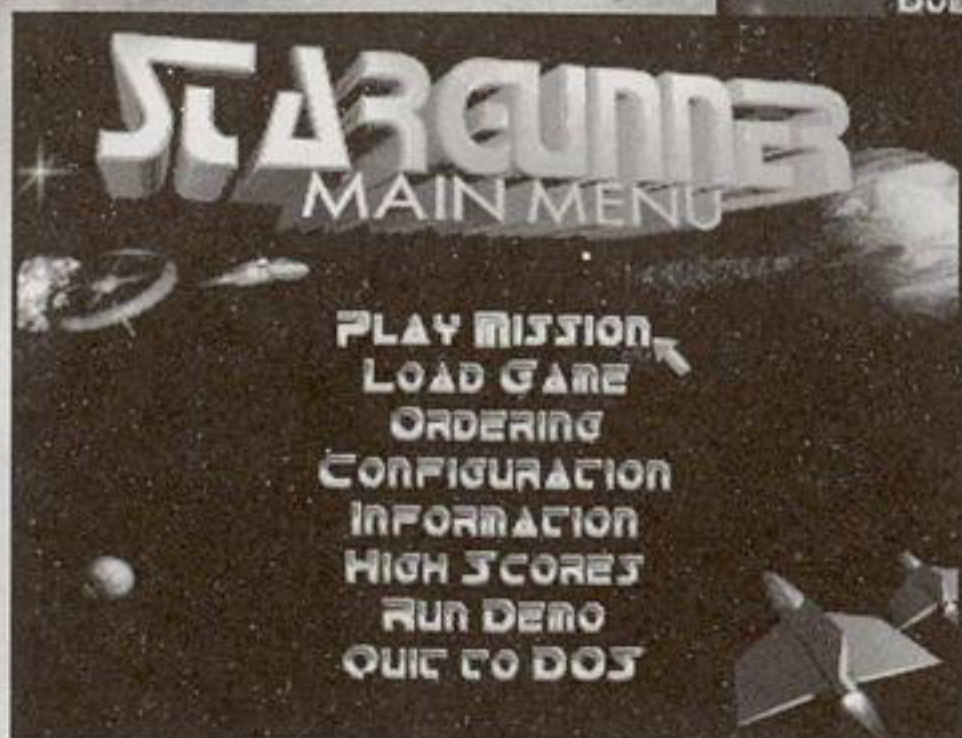 STARGUNNER
MAIN MENU
PLAY MISSION
LOAD GAME
ORDERING
CONFIGURATION
INFORMATION
HIGH SCORES
RUN DEMO
QUIT TO DOS